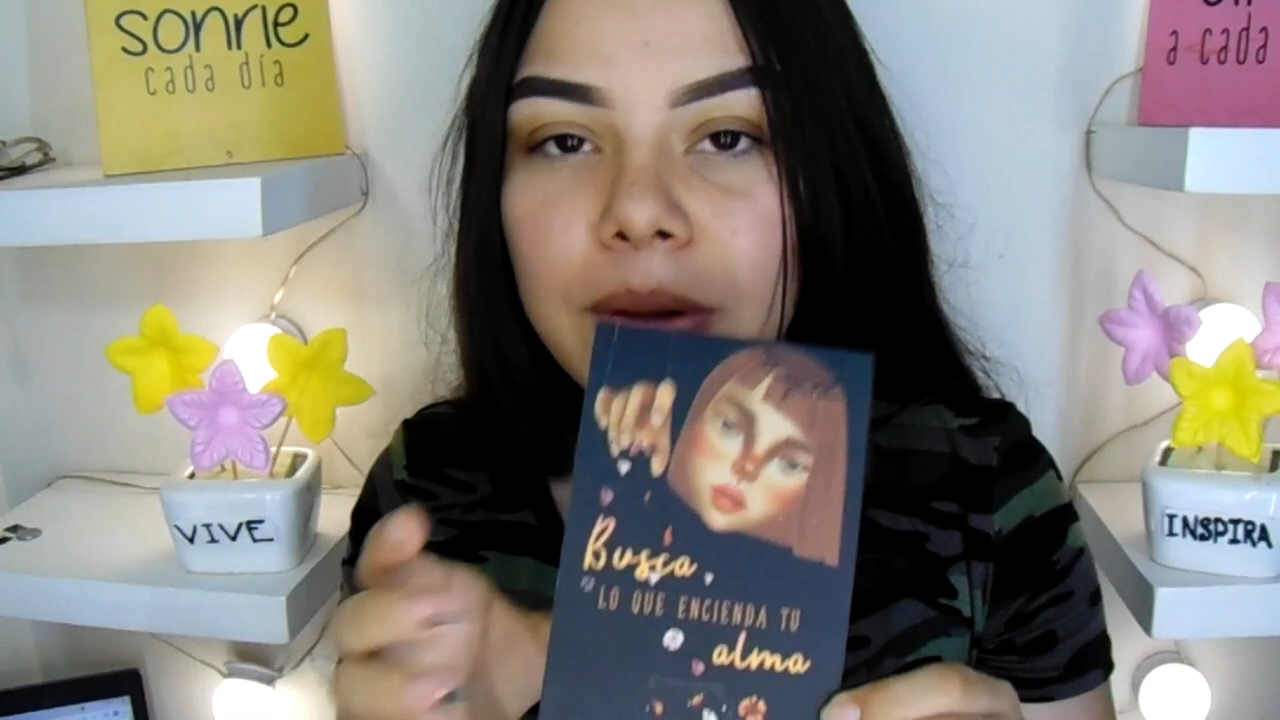 sonrie
cada día
a cada
VIVE
INSPIRA
Busca
LO QUE ENCIENDA TU
alma